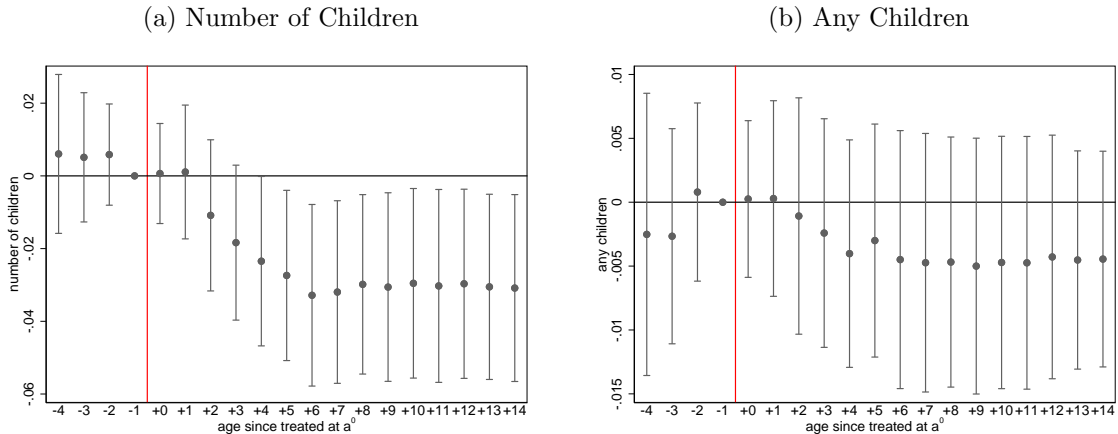 (a) Number of Children
number of children
.02
0
-.02
-.04
-.06
-4 -3 -2 -1 +0 +1 +2 +3 +4 +5 +6 +7 +8 +9 +10 +11 +12 +13 +14
age since treated at a⁰
(b) Any Children
any children
.01
.005
0
-.005
-.01
-.015
-4 -3 -2 -1 +0 +1 +2 +3 +4 +5 +6 +7 +8 +9 +10 +11 +12 +13 +14
age since treated at a⁰